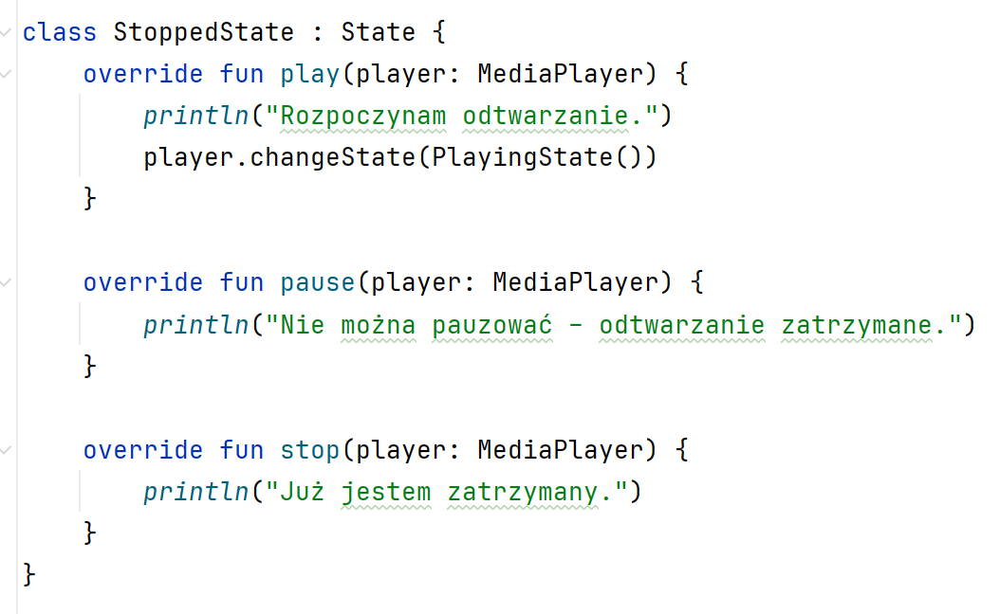 class StoppedState : State {
    override fun play(player: MediaPlayer) {
        println("Rozpoczynam odtwarzanie.")
        player.changeState(PlayingState())
    }

    override fun pause(player: MediaPlayer) {
        println("Nie można pauzować – odtwarzanie zatrzymane.")
    }

    override fun stop(player: MediaPlayer) {
        println("Już jestem zatrzymany.")
    }
}